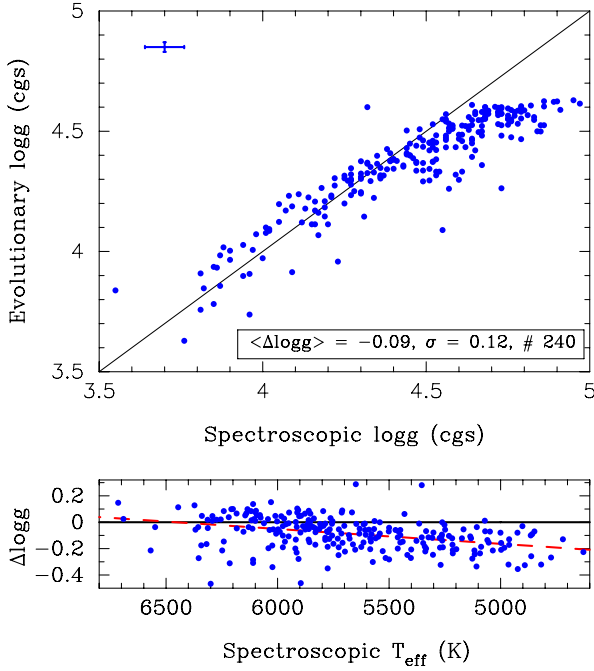 5
4.5
4
3.5
Evolutionary logg (cgs)
<Δlogg> = −0.09, σ = 0.12, # 240
3.5 4 4.5 5
Spectroscopic logg (cgs)
0.2
0
−0.2
−0.4
Δlogg
6500 6000 5500 5000
Spectroscopic Teff (K)